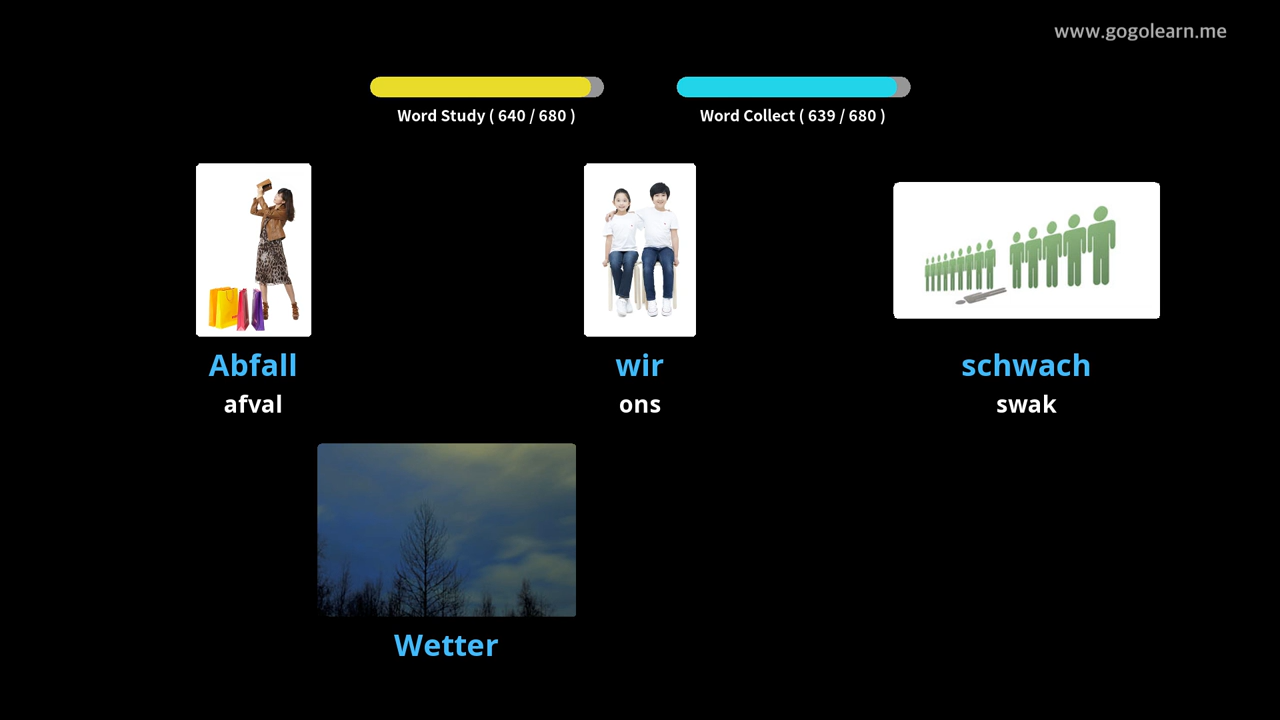 www.gogolearn.me
Word Study ( 640 / 680 )
Word Collect ( 639 / 680 )
Abfall
afval
wir
ons
schwach
swak
Wetter